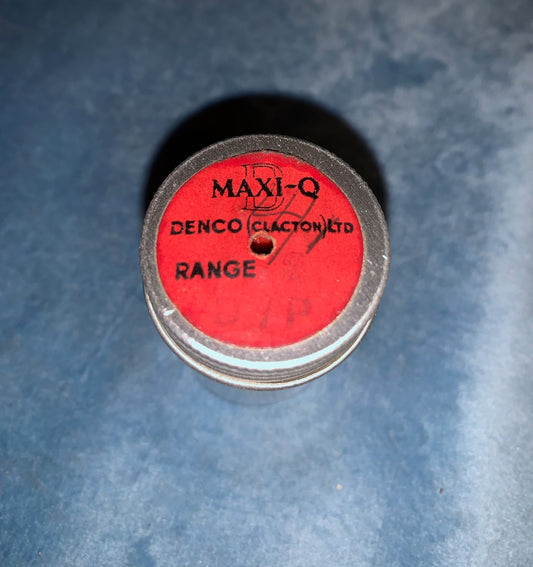 MAXI-Q
DENCO (CLACTON) LTD
RANGE